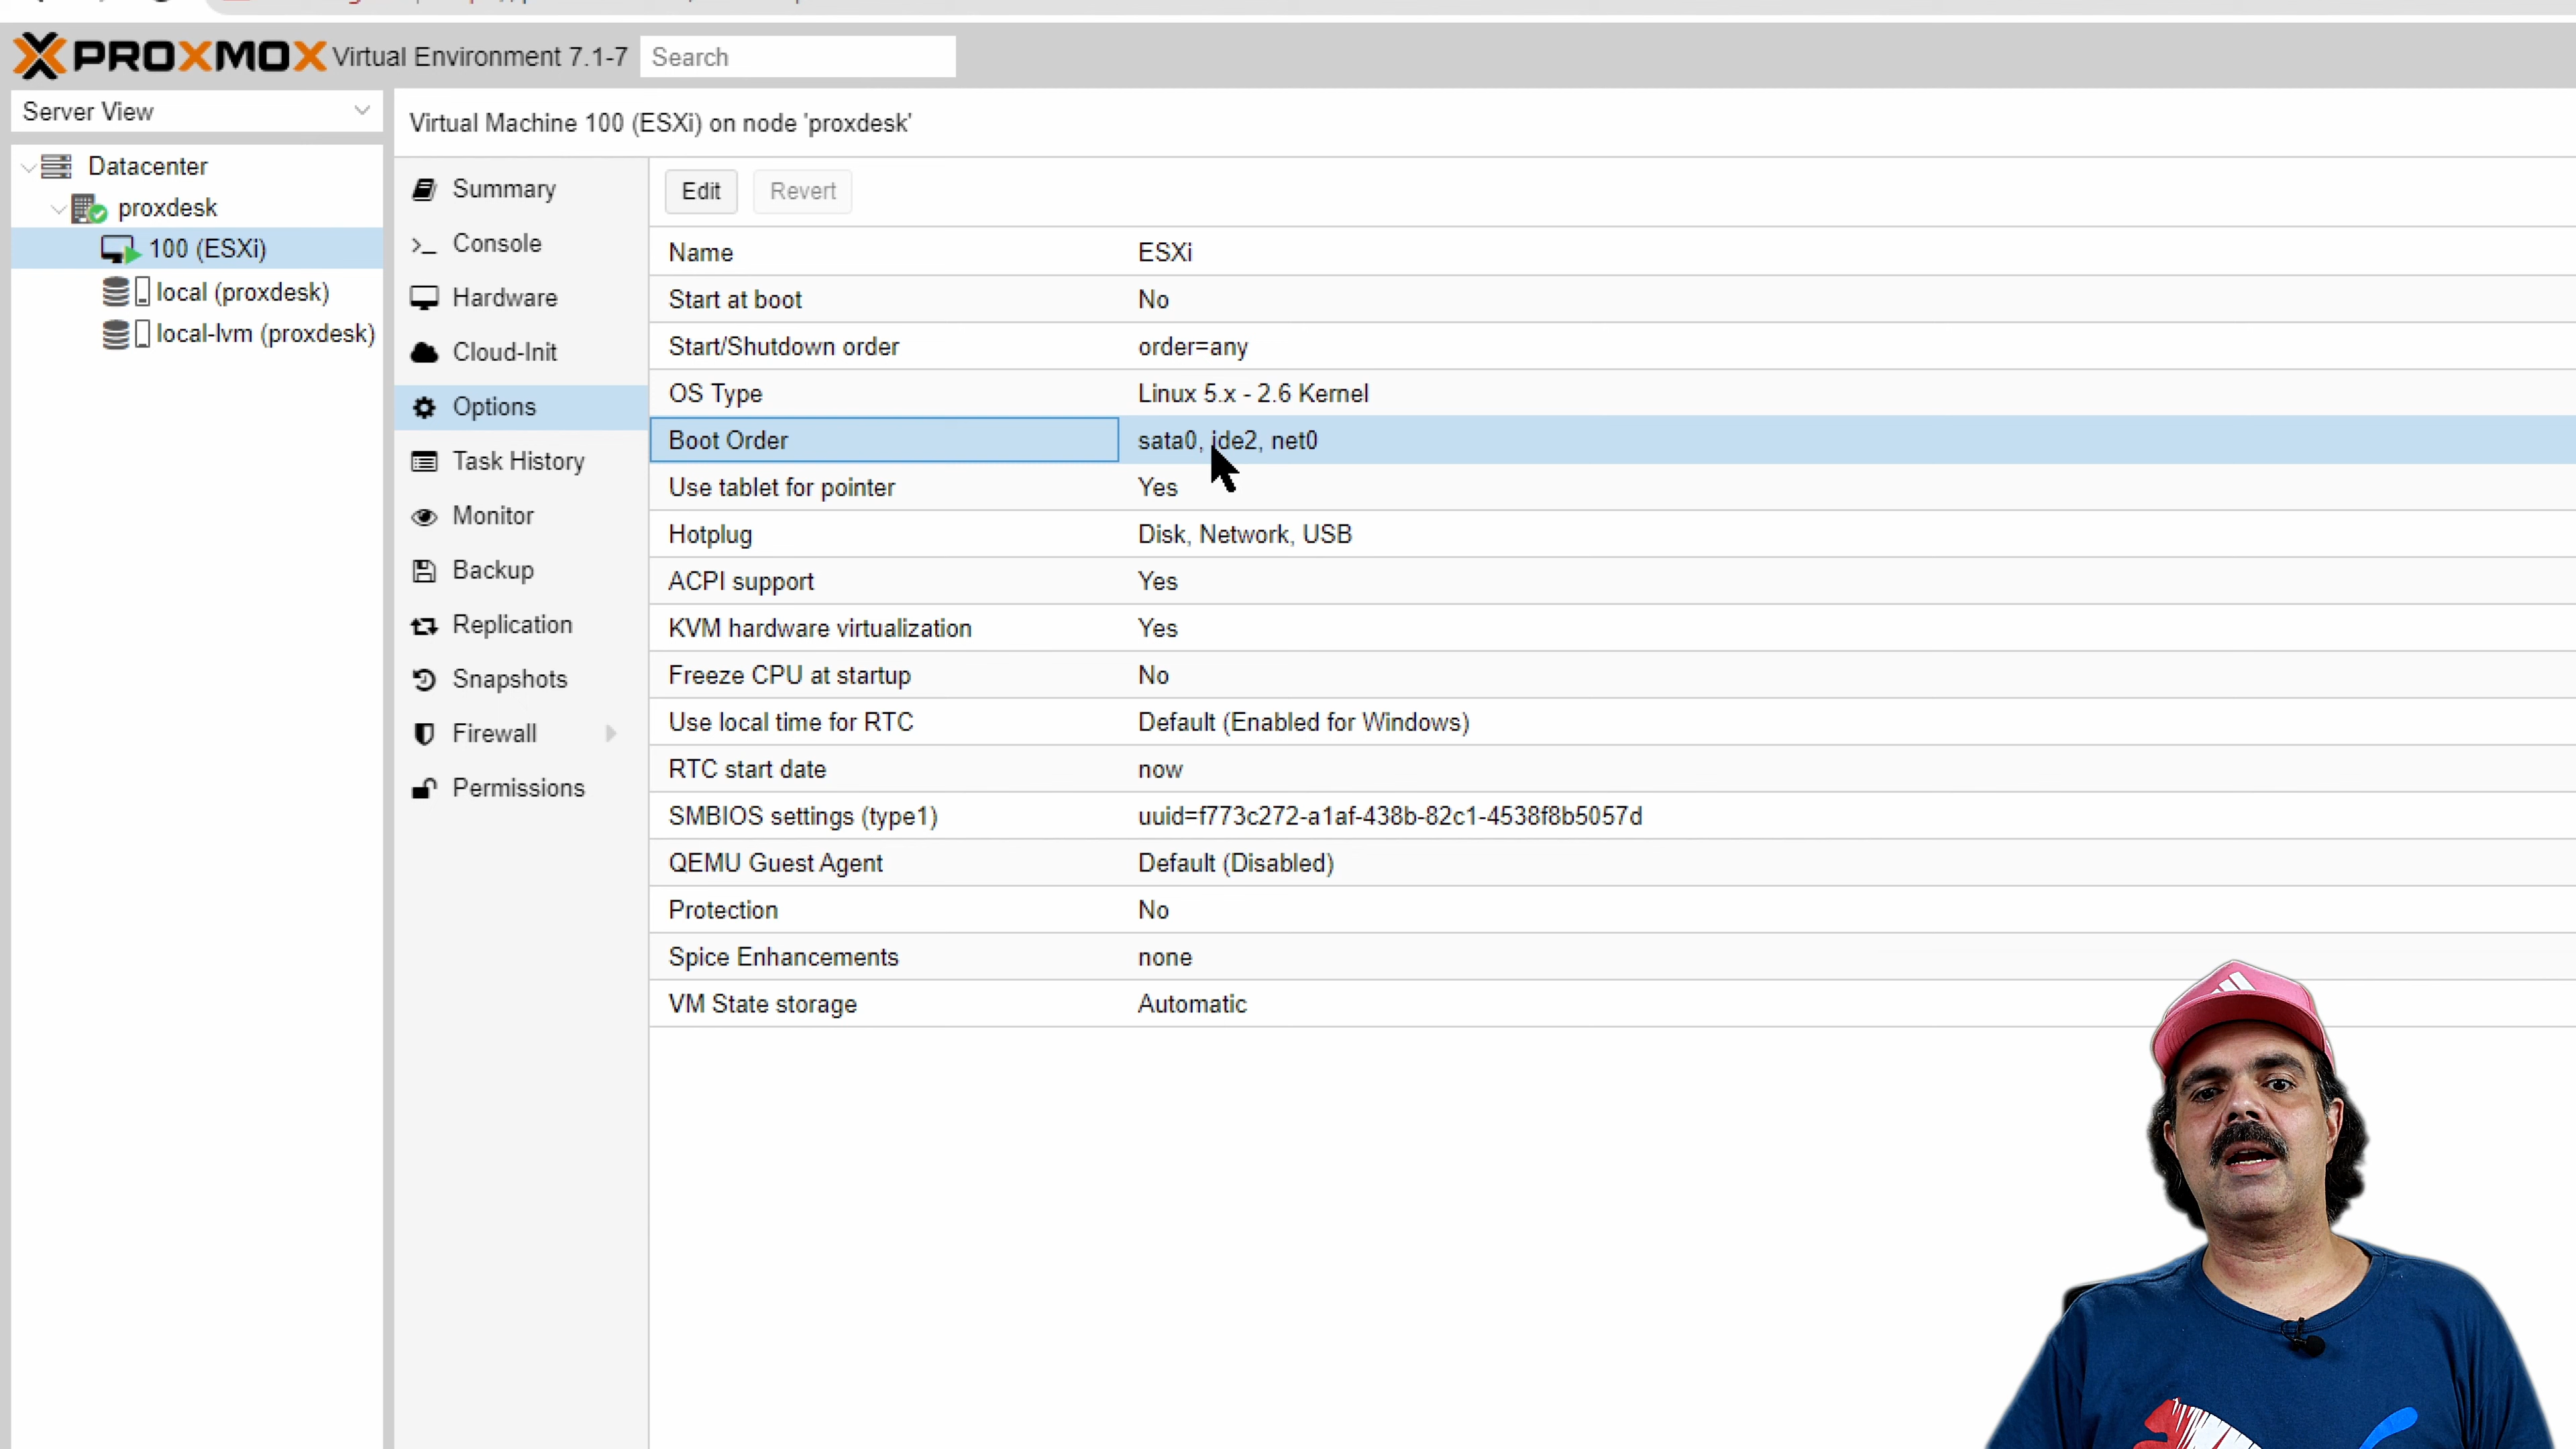 PROXMOX Virtual Environment 7.1-7 Search
Server View
Datacenter
proxdesk
100 (ESXi)
local (proxdesk)
local-lvm (proxdesk)
Virtual Machine 100 (ESXi) on node 'proxdesk'
Summary
Console
Hardware
Cloud-Init
Options
Task History
Monitor
Backup
Replication
Snapshots
Firewall
Permissions
Edit Revert
Name ESXi
Start at boot No
Start/Shutdown order order=any
OS Type Linux 5.x - 2.6 Kernel
Boot Order sata0, ide2, net0
Use tablet for pointer Yes
Hotplug Disk, Network, USB
ACPI support Yes
KVM hardware virtualization Yes
Freeze CPU at startup No
Use local time for RTC Default (Enabled for Windows)
RTC start date now
SMBIOS settings (type1) uuid=f773c272-a1af-438b-82c1-4538f8b5057d
QEMU Guest Agent Default (Disabled)
Protection No
Spice Enhancements none
VM State storage Automatic